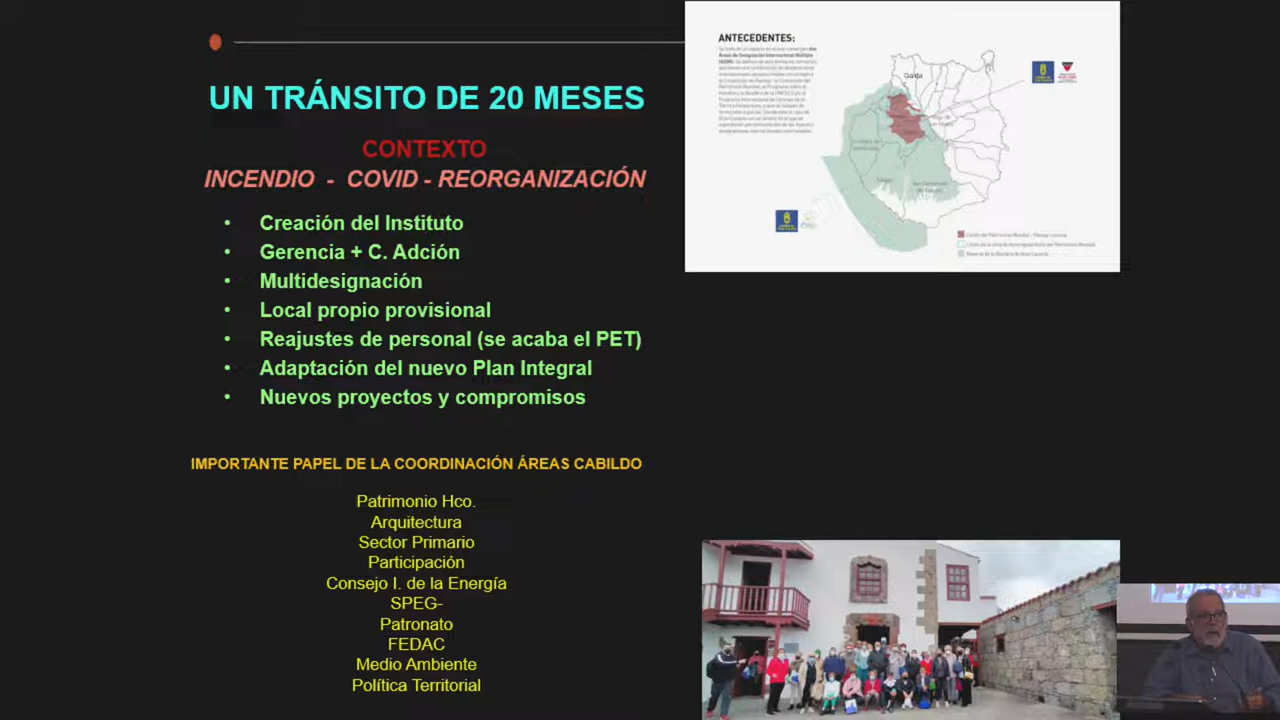 UN TRÁNSITO DE 20 MESES
CONTEXTO
INCENDIO - COVID - REORGANIZACIÓN
• Creación del Instituto
• Gerencia + C. Adción
• Multidesignación
• Local propio provisional
• Reajustes de personal (se acaba el PET)
• Adaptación del nuevo Plan Integral
• Nuevos proyectos y compromisos
IMPORTANTE PAPEL DE LA COORDINACIÓN ÁREAS CABILDO
Patrimonio Hco.
Arquitectura
Sector Primario
Participación
Consejo I. de la Energía
SPEG-
Patronato
FEDAC
Medio Ambiente
Política Territorial
ANTECEDENTES:
Gáldar